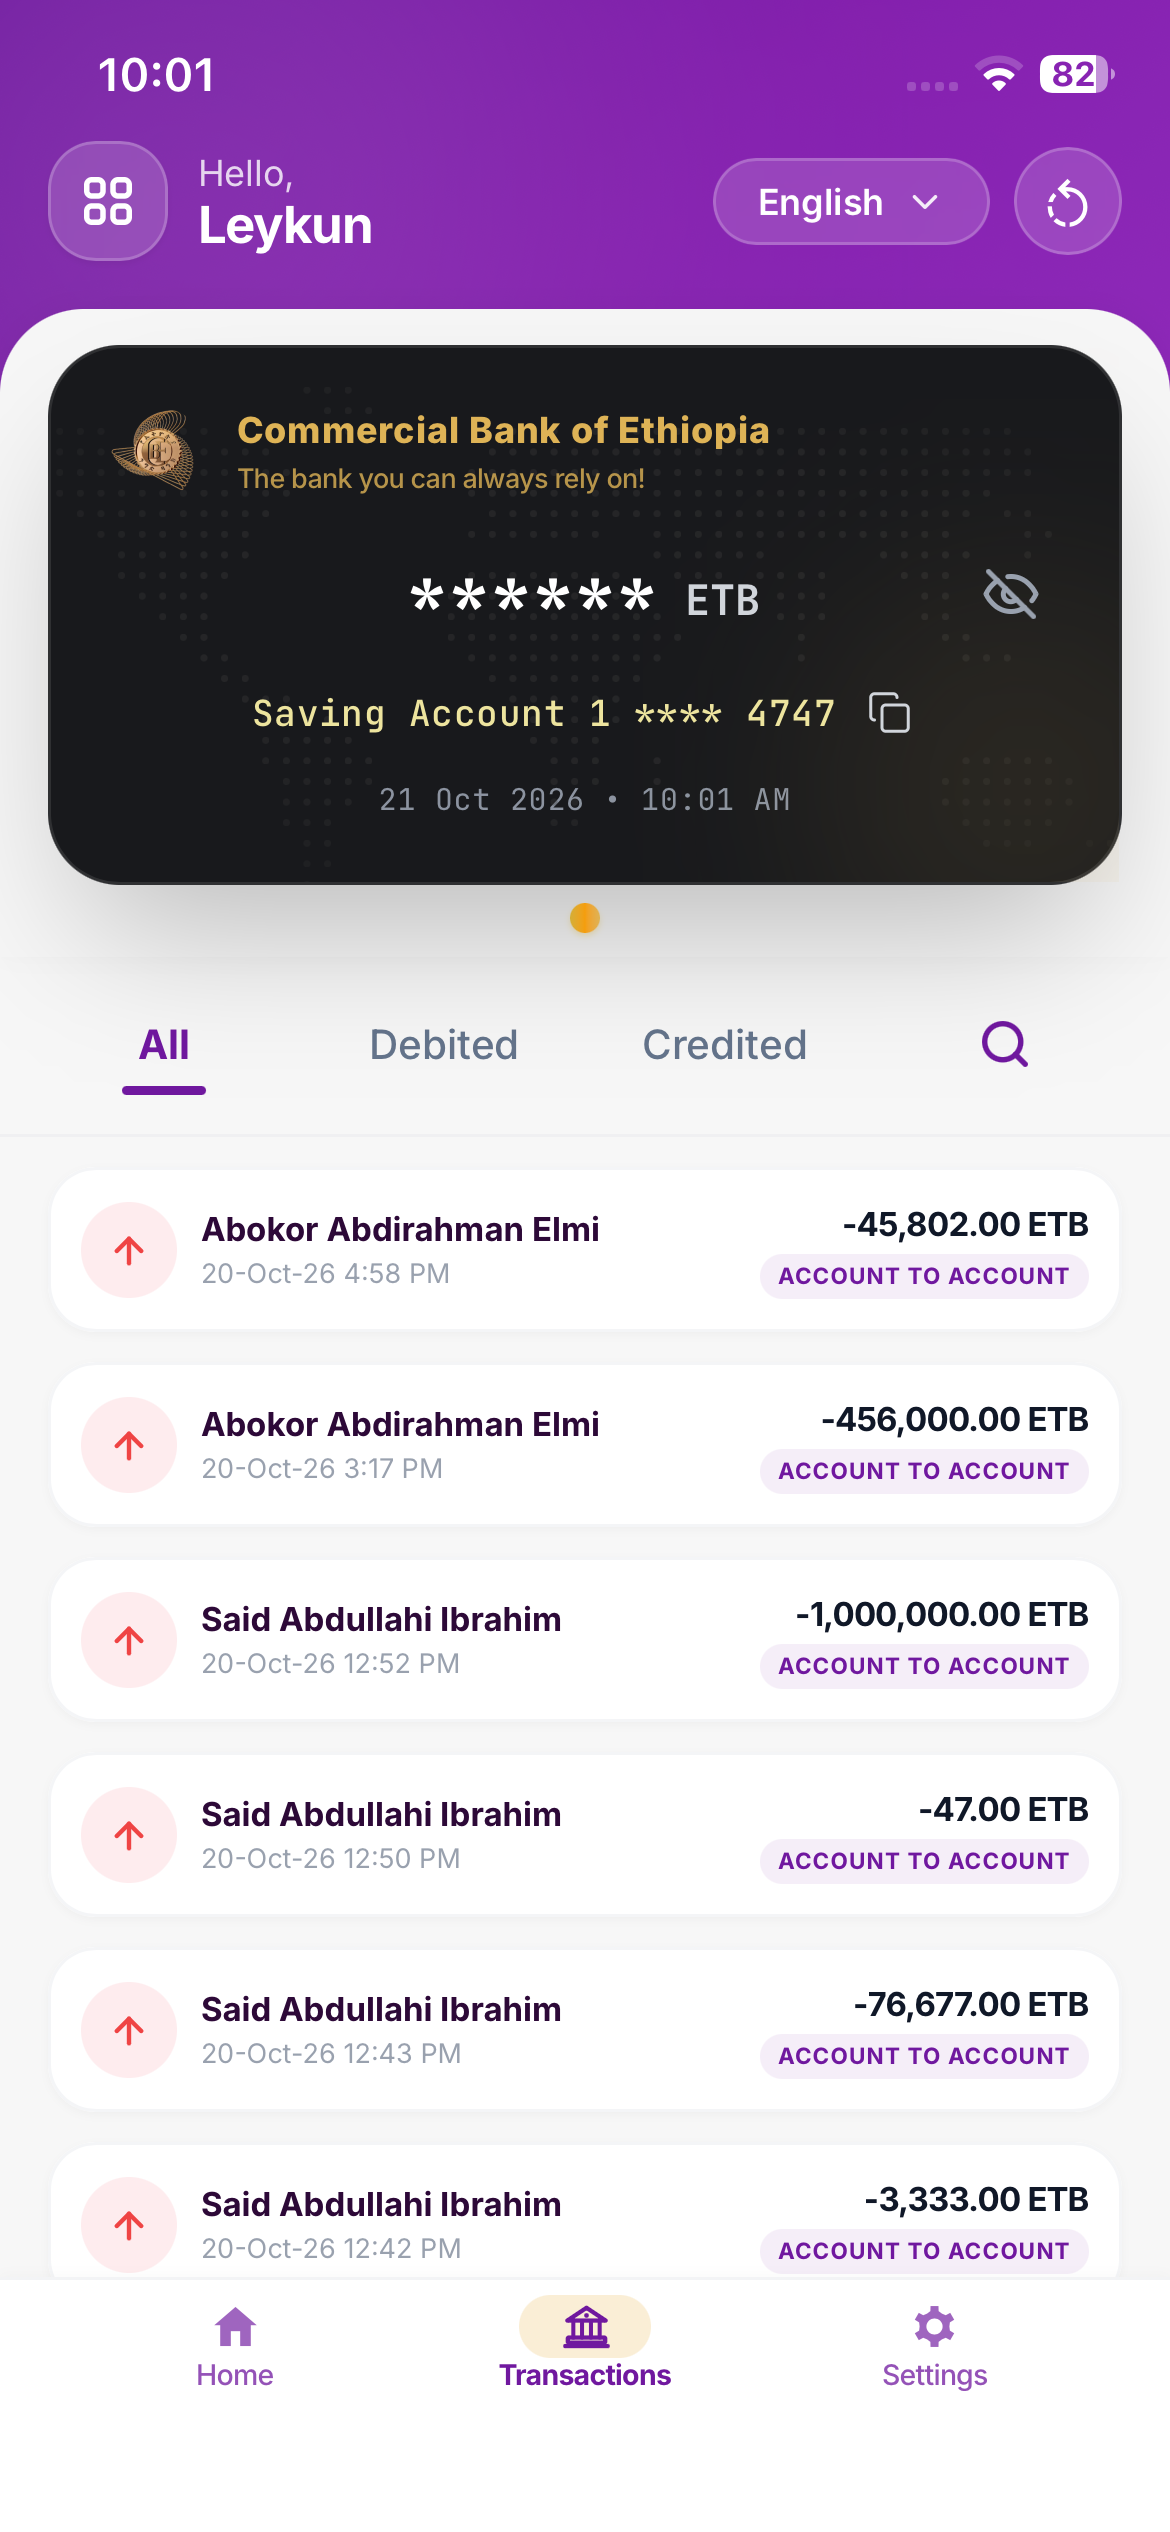 10:01
82
Hello,
Leykun
English
Commercial Bank of Ethiopia
The bank you can always rely on!
****** ETB
Saving Account 1 **** 4747
21 Oct 2026 • 10:01 AM
All
Debited
Credited
Abokor Abdirahman Elmi
-45,802.00 ETB
20-Oct-26 4:58 PM
ACCOUNT TO ACCOUNT
Abokor Abdirahman Elmi
-456,000.00 ETB
20-Oct-26 3:17 PM
ACCOUNT TO ACCOUNT
Said Abdullahi Ibrahim
-1,000,000.00 ETB
20-Oct-26 12:52 PM
ACCOUNT TO ACCOUNT
Said Abdullahi Ibrahim
-47.00 ETB
20-Oct-26 12:50 PM
ACCOUNT TO ACCOUNT
Said Abdullahi Ibrahim
-76,677.00 ETB
20-Oct-26 12:43 PM
ACCOUNT TO ACCOUNT
Said Abdullahi Ibrahim
-3,333.00 ETB
20-Oct-26 12:42 PM
ACCOUNT TO ACCOUNT
Home
Transactions
Settings